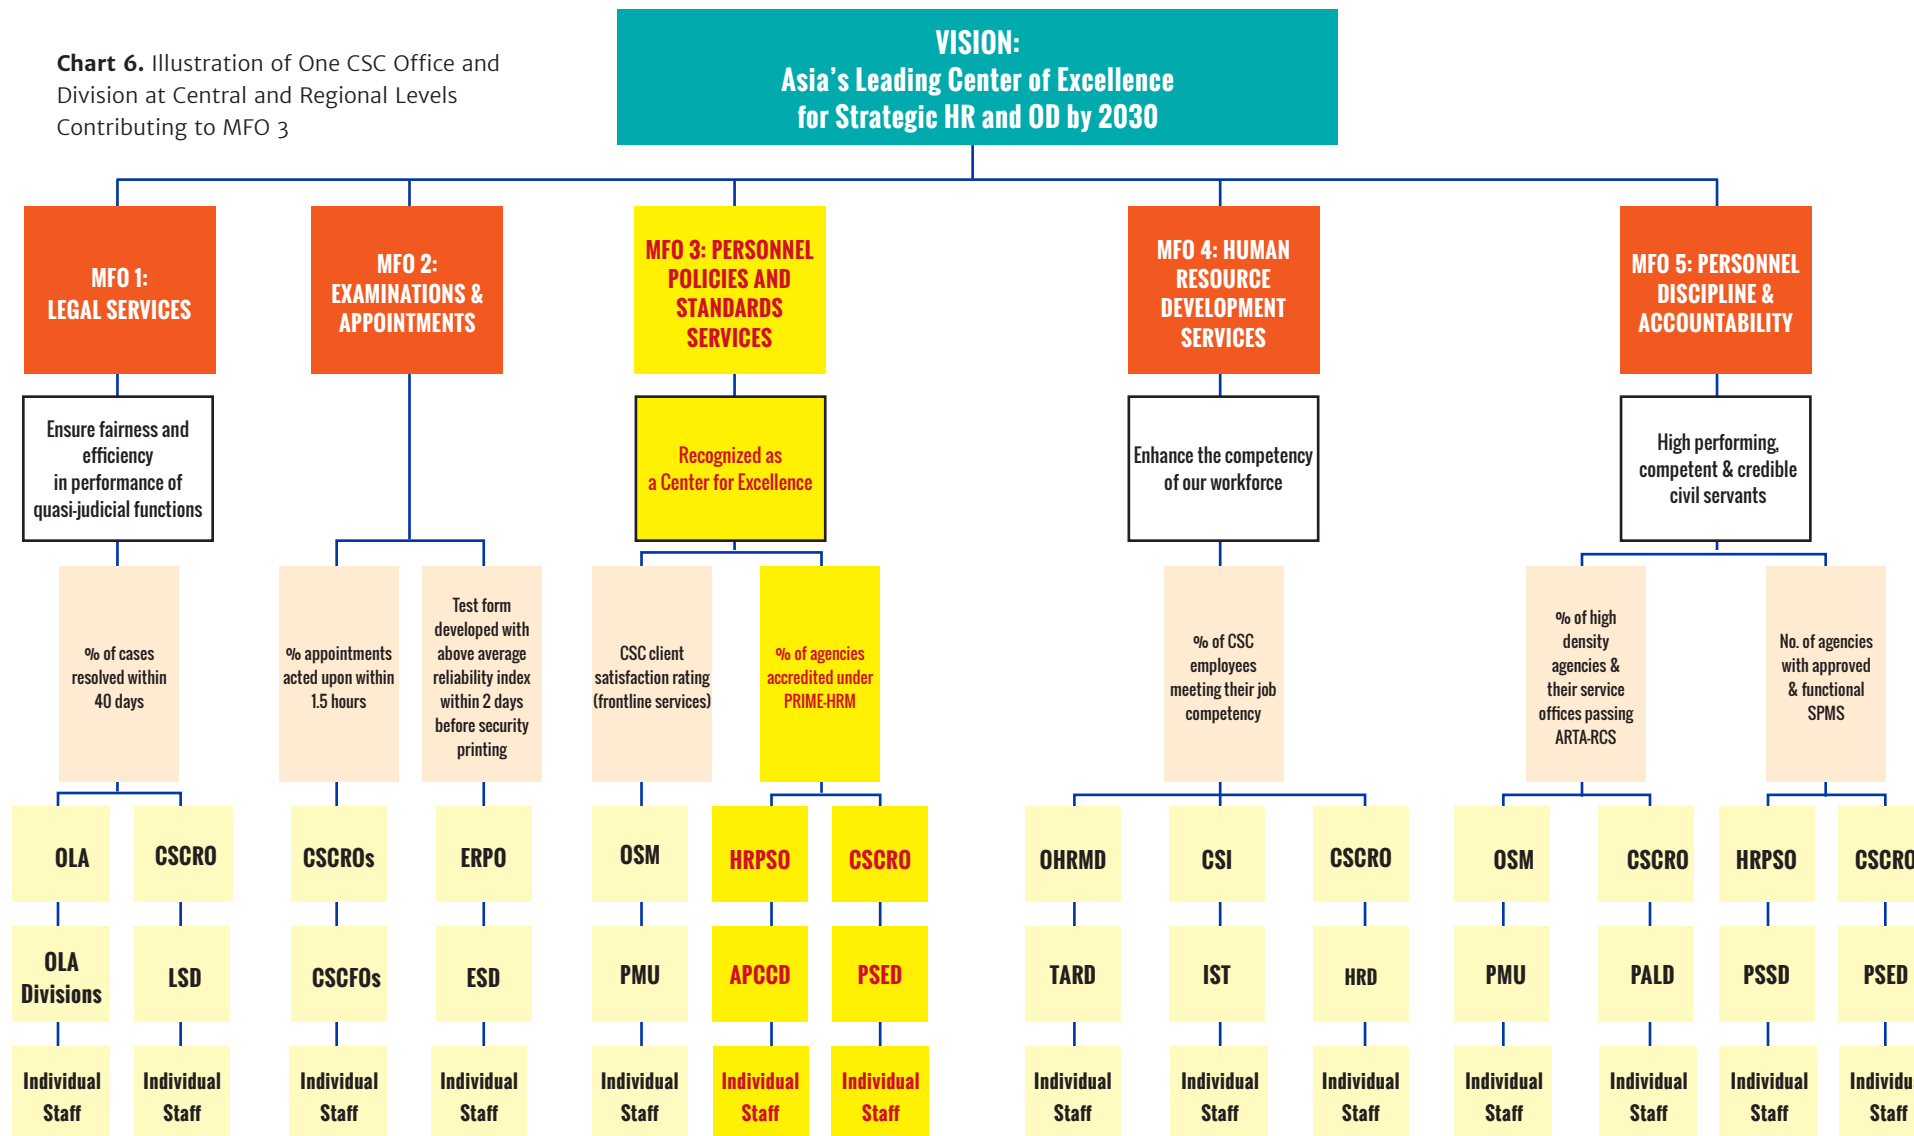 Chart 6. Illustration of One CSC Office and
Division at Central and Regional Levels
Contributing to MFO 3
VISION:
Asia's Leading Center of Excellence
for Strategic HR and OD by 2030
MFO 1:
LEGAL SERVICES
MFO 2:
EXAMINATIONS &
APPOINTMENTS
MFO 3: PERSONNEL
POLICIES AND
STANDARDS
SERVICES
MFO 4: HUMAN
RESOURCE
DEVELOPMENT
SERVICES
MFO 5: PERSONNEL
DISCIPLINE &
ACCOUNTABILITY
Ensure fairness and
efficiency
in performance of
quasi-judicial functions
Recognized as
a Center for Excellence
Enhance the competency
of our workforce
High performing,
competent & credible
civil servants
% of cases
resolved within
40 days
% appointments
acted upon within
1.5 hours
Test form
developed with
above average
reliability index
within 2 days
before security
printing
CSC client
satisfaction rating
(frontline services)
% of agencies
accredited under
PRIME-HRM
% of CSC
employees
meeting their job
competency
% of high
density
agencies &
their service
offices passing
ARTA-RCS
No. of agencies
with approved
& functional
SPMS
OLA
CSCRO
CSCROs
ERPO
OSM
HRPSO
CSCRO
OHRMD
CSI
CSCRO
OSM
CSCRO
HRPSO
CSCRO
OLA
Divisions
LSD
CSCFOs
ESD
PMU
APCCD
PSED
TARD
IST
HRD
PMU
PALD
PSSD
PSED
Individual
Staff
Individual
Staff
Individual
Staff
Individual
Staff
Individual
Staff
Individual
Staff
Individual
Staff
Individual
Staff
Individual
Staff
Individual
Staff
Individual
Staff
Individual
Staff
Individual
Staff
Individu
Staff